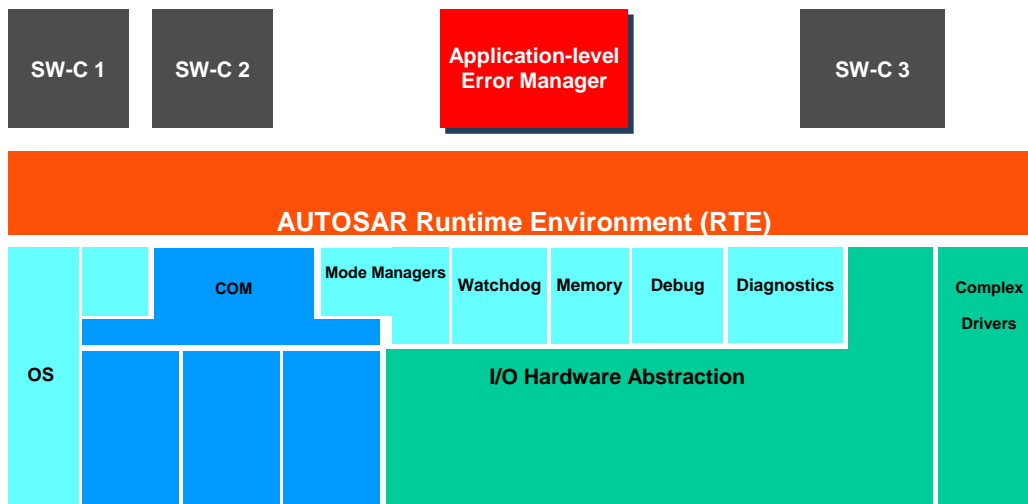 SW-C 1
SW-C 2
Application-level
Error Manager
SW-C 3
AUTOSAR Runtime Environment (RTE)
OS
COM
Mode Managers
Watchdog
Memory
Debug
Diagnostics
Complex
Drivers
I/O Hardware Abstraction